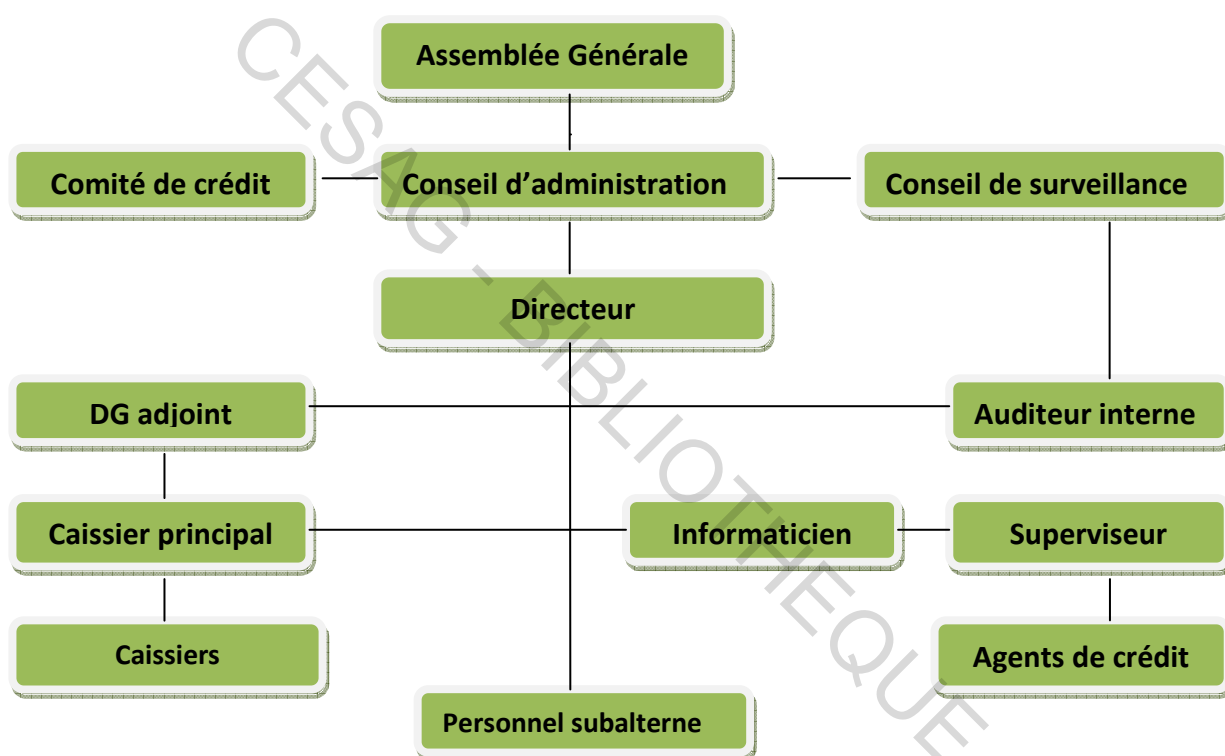 Assemblée Générale
Comité de crédit
Conseil d’administration
Conseil de surveillance
Directeur
DG adjoint
Auditeur interne
Caissier principal
Informaticien
Superviseur
Caissiers
Agents de crédit
Personnel subalterne
CESAG - BIBLIOTHEQUE